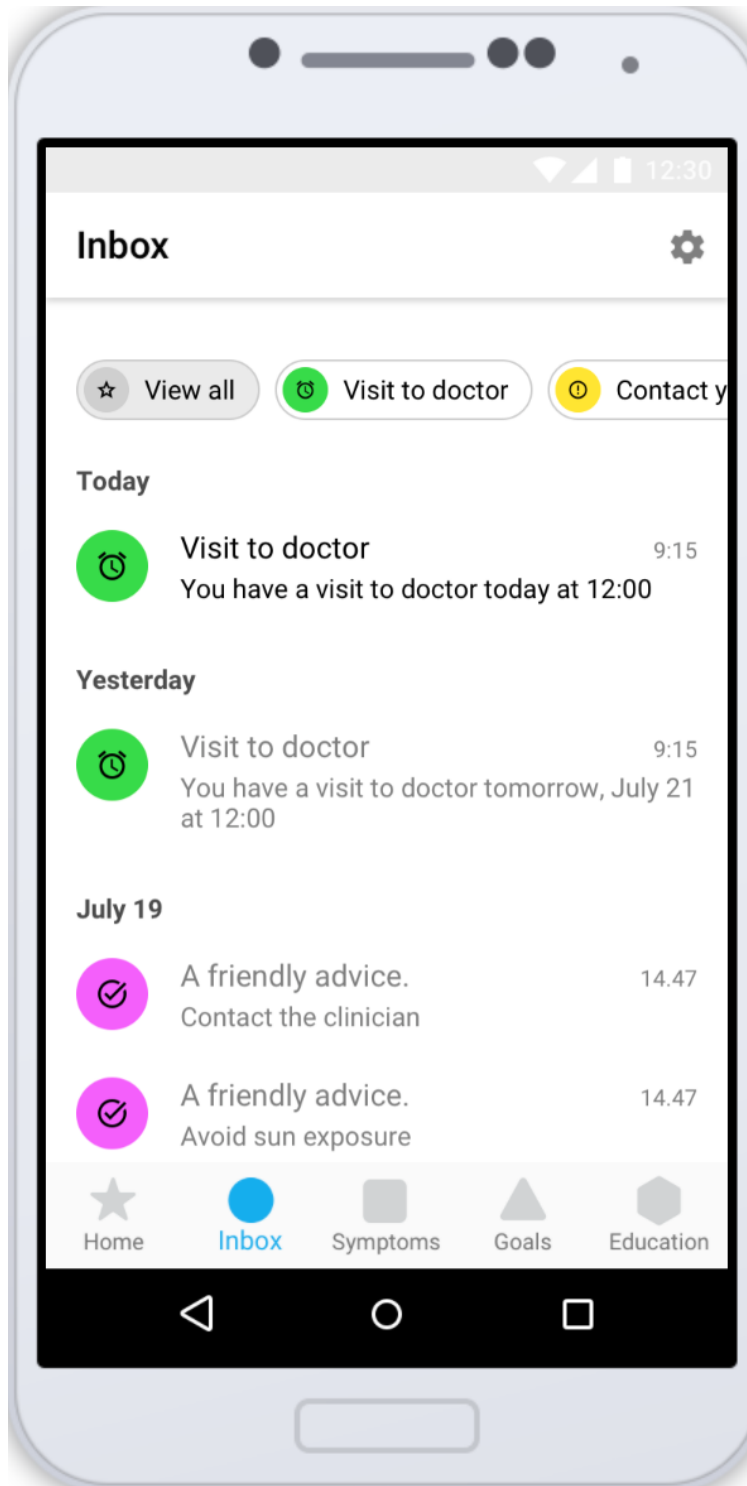 12:30
Inbox
View all
Visit to doctor
Contact y
Today
Visit to doctor
9:15
You have a visit to doctor today at 12:00
Yesterday
Visit to doctor
9:15
You have a visit to doctor tomorrow, July 21
at 12:00
July 19
A friendly advice.
14.47
Contact the clinician
A friendly advice.
14.47
Avoid sun exposure
Home
Inbox
Symptoms
Goals
Education